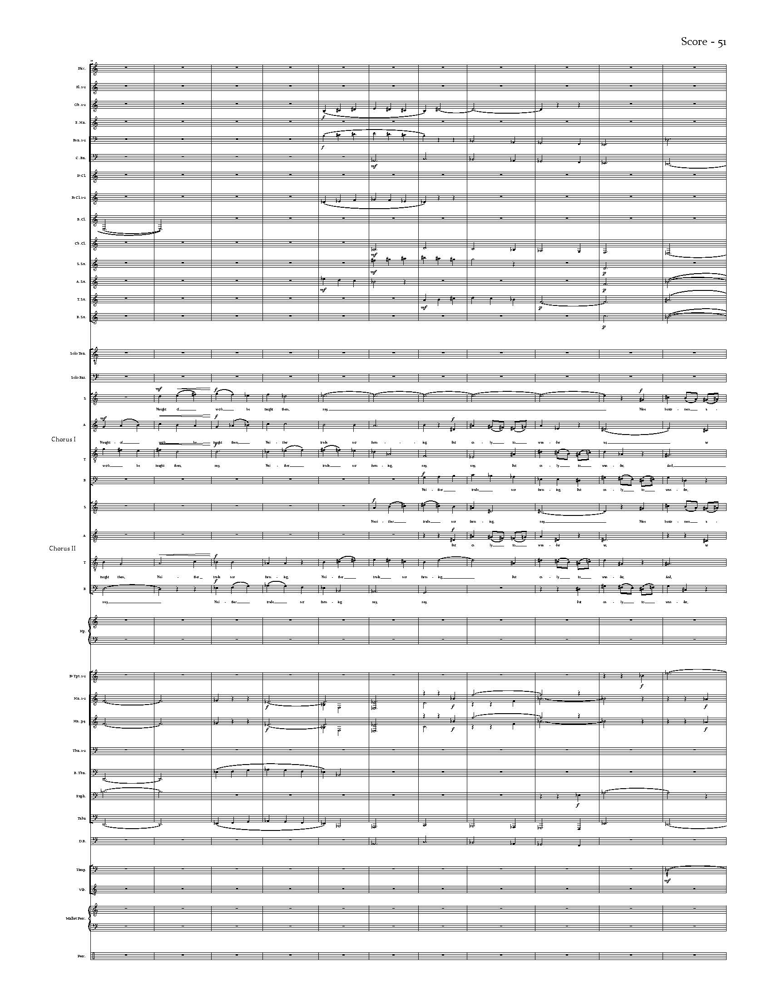 Score - 51
Picc.
Fl. 1-2
Ob. 1-2
f
E. Hn.
Bsn. 1-2
f
C. Bn.
mf
E♭ Cl.
B♭ Cl. 1-2
B. Cl.
Cb. Cl.
mf
S. Sx.
mf p
A. Sx.
mf p
T. Sx.
mf p
B. Sx.
p
Solo Ten.
Solo Bar.
mf f f
S
Naught of work he taught them, nay, Nine hunts - men a -
mf f f
A
Naught - of work he taught them, Nei - ther trade nor farm - ing, But on - ly to wan - der as, as
Chorus I
f
T
work he taught them, nay, Nei - ther trade nor farm - ing, nay, nay, But on - ly to wan - der, And,
f
B
Nei - ther trade nor farm - ing, But on - ly to wan - der,
f
S
Neoi - ther trade nor farm - ing, nay, Nine hunts - men a -
f
A
But on ly to wan - der as, as
Chorus II
f
T
taught them, Nei - ther trade nor farm - ing, Nei - ther trade nor farm - ing, But on - ly to wan - der, And,
f
B
nay, Nei - ther trade nor farm - ing nay, nay, But on - ly to wan - der,
Hp.
B♭ Tpt. 1-2
f
Hn. 1-2
f f f
Hn. 3-4
f f f
Tbn. 1-2
B. Tbn.
Euph.
f
Tuba
D.B.
Timp.
mf
Vib.
Mallet Perc.
Perc.